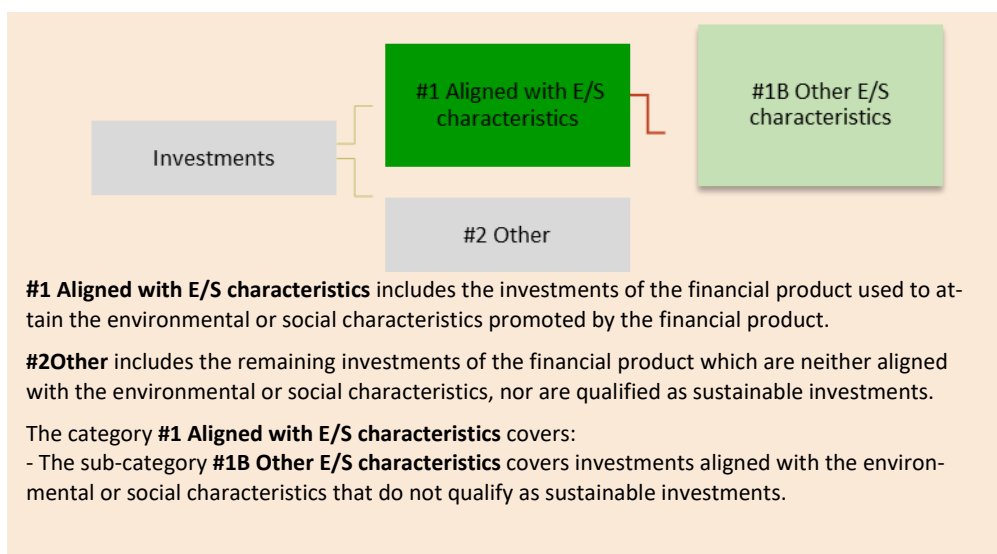 #1 Aligned with E/S
characteristics
#1B Other E/S
characteristics
Investments
#2 Other
#1 Aligned with E/S characteristics includes the investments of the financial product used to at-
tain the environmental or social characteristics promoted by the financial product.
#2Other includes the remaining investments of the financial product which are neither aligned
with the environmental or social characteristics, nor are qualified as sustainable investments.
The category #1 Aligned with E/S characteristics covers:
- The sub-category #1B Other E/S characteristics covers investments aligned with the environ-
mental or social characteristics that do not qualify as sustainable investments.